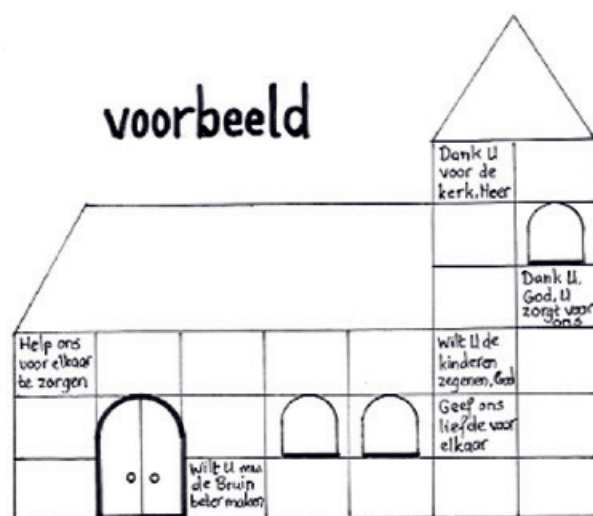 voorbeeld
Dank U
voor de
kerk, Heer
Dank U,
God, U
zorgt voor
ons
Help ons
voor elkaar
te zorgen
Wilt U de
kinderen
zegenen, God
Geef ons
liefde voor
elkaar
Wilt U
de Bruin
beter maken